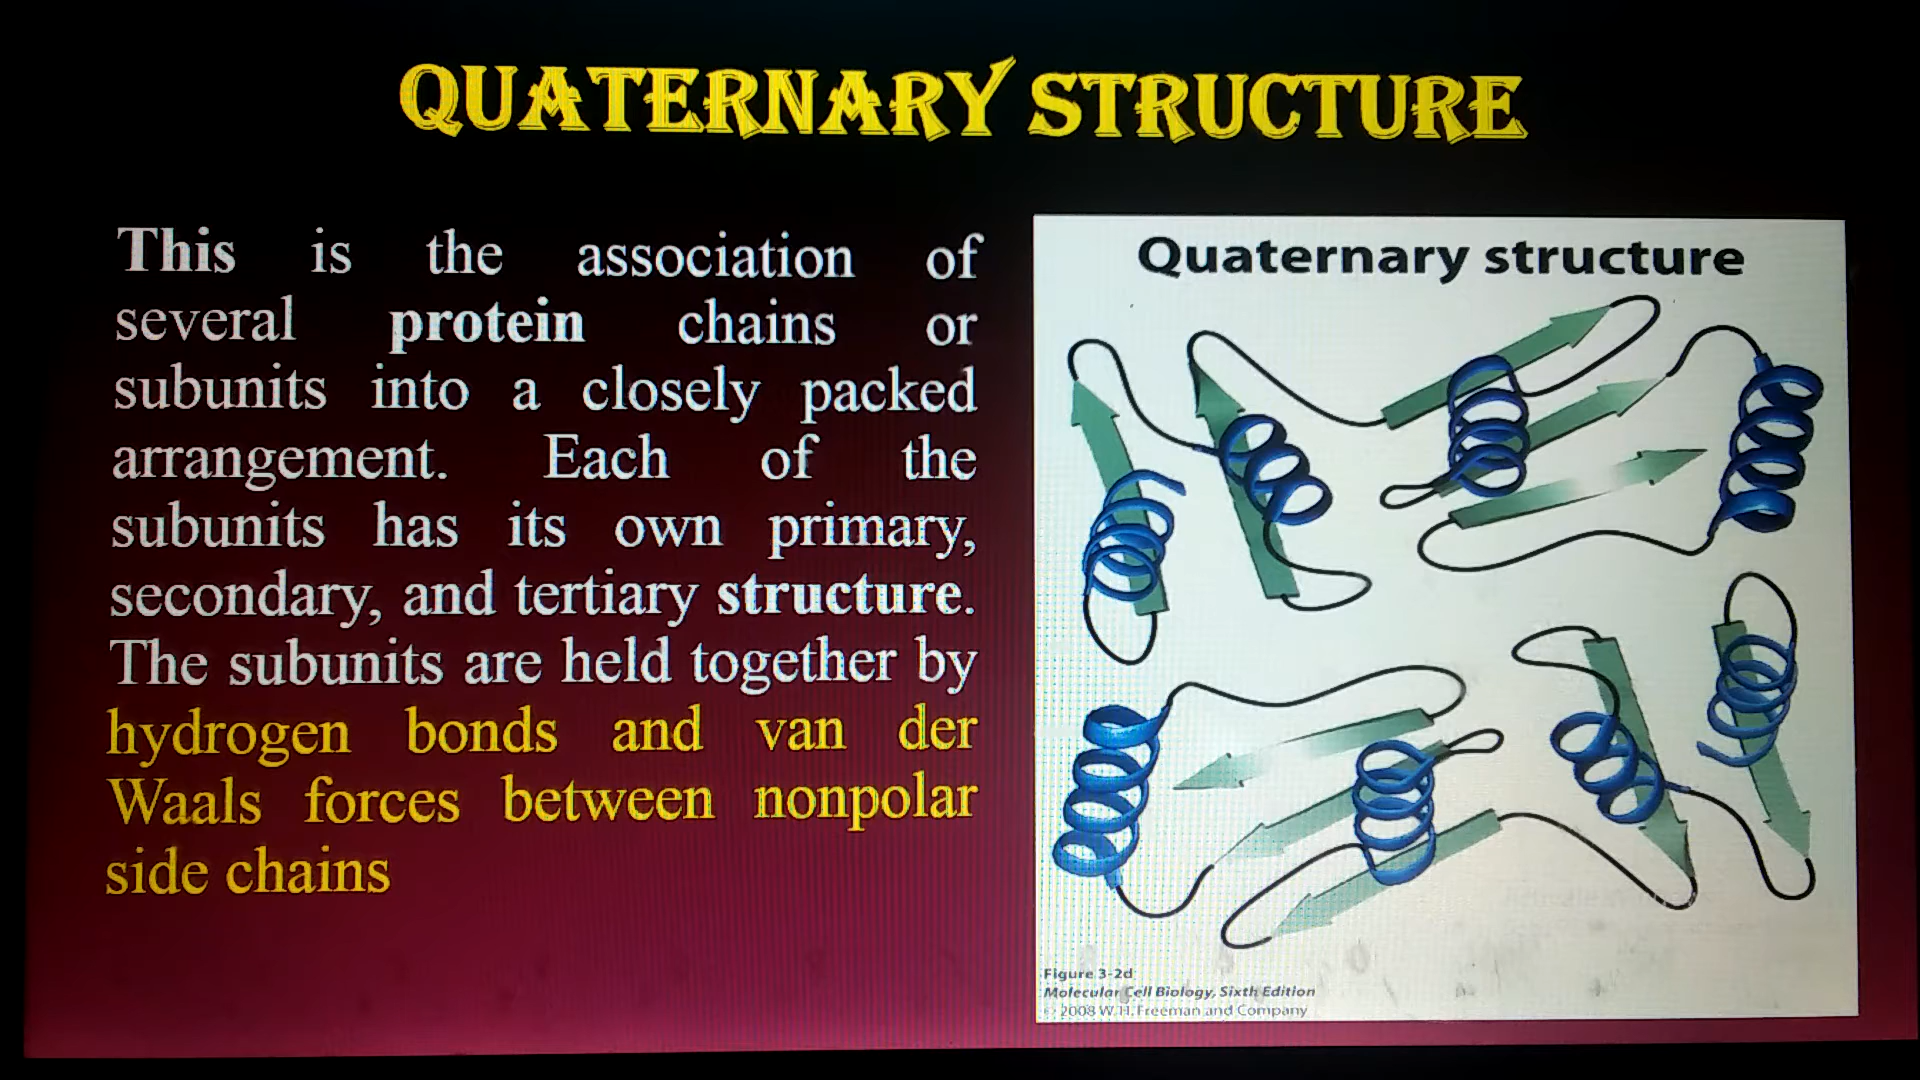 QUATERNARY STRUCTURE
This is the association of
several protein chains or
subunits into a closely packed
arrangement. Each of the
subunits has its own primary,
secondary, and tertiary structure.
The subunits are held together by
hydrogen bonds and van der
Waals forces between nonpolar
side chains
Quaternary structure
Figure 3-2d
Molecular Cell Biology, Sixth Edition
© 2008 W. H. Freeman and Company